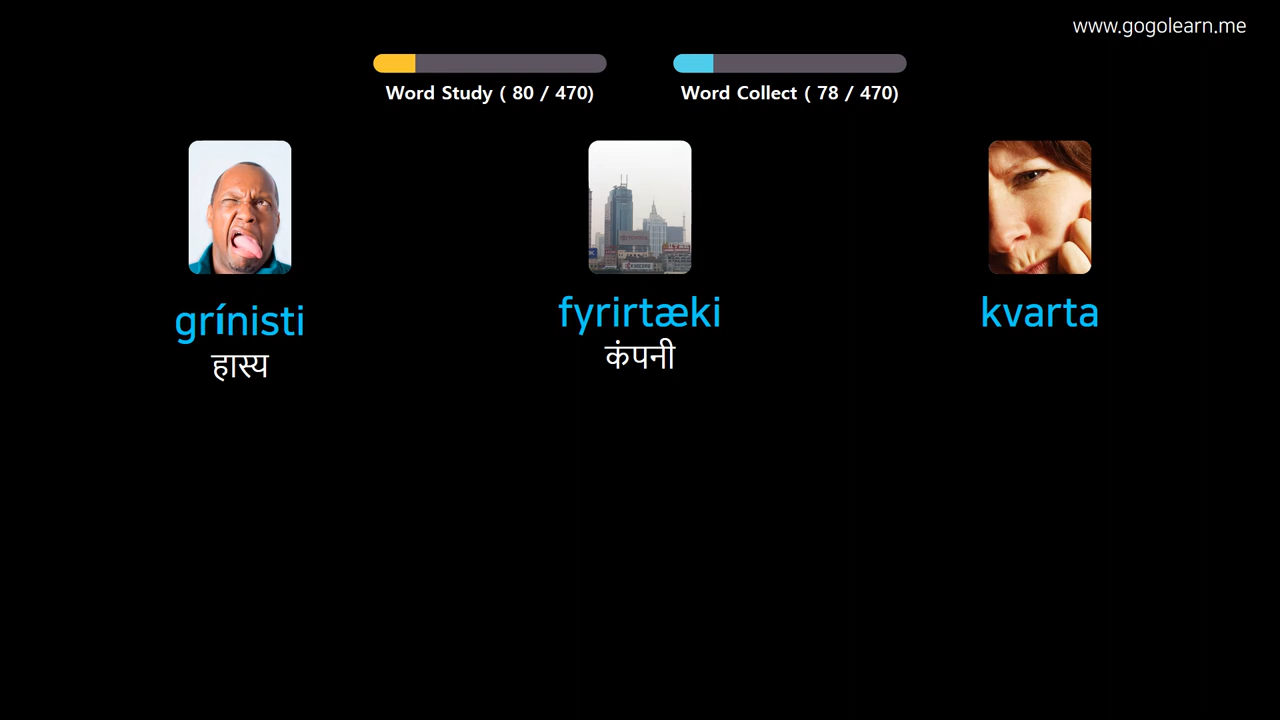 www.gogolearn.me
Word Study ( 80 / 470)
Word Collect ( 78 / 470)
grínisti
हास्य
fyrirtæki
कंपनी
kvarta